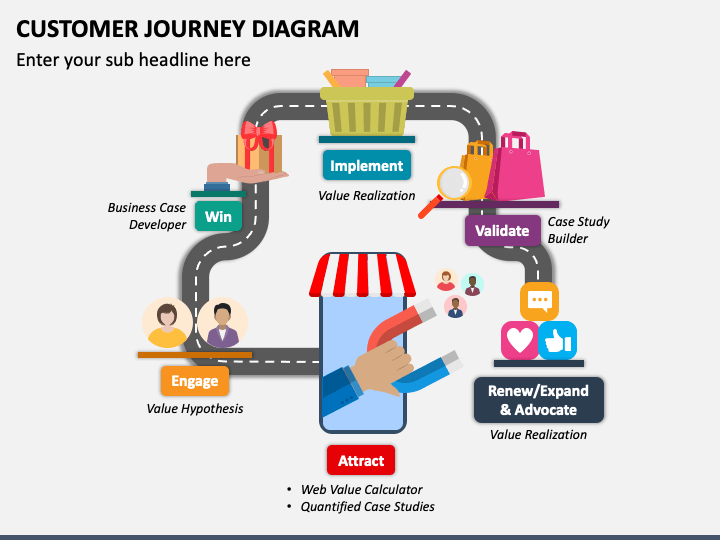 CUSTOMER JOURNEY DIAGRAM
Enter your sub headline here
Implement
Value Realization
Business Case
Developer
Win
Validate
Case Study
Builder
Engage
Value Hypothesis
Renew/Expand
& Advocate
Value Realization
Attract
• Web Value Calculator
• Quantified Case Studies